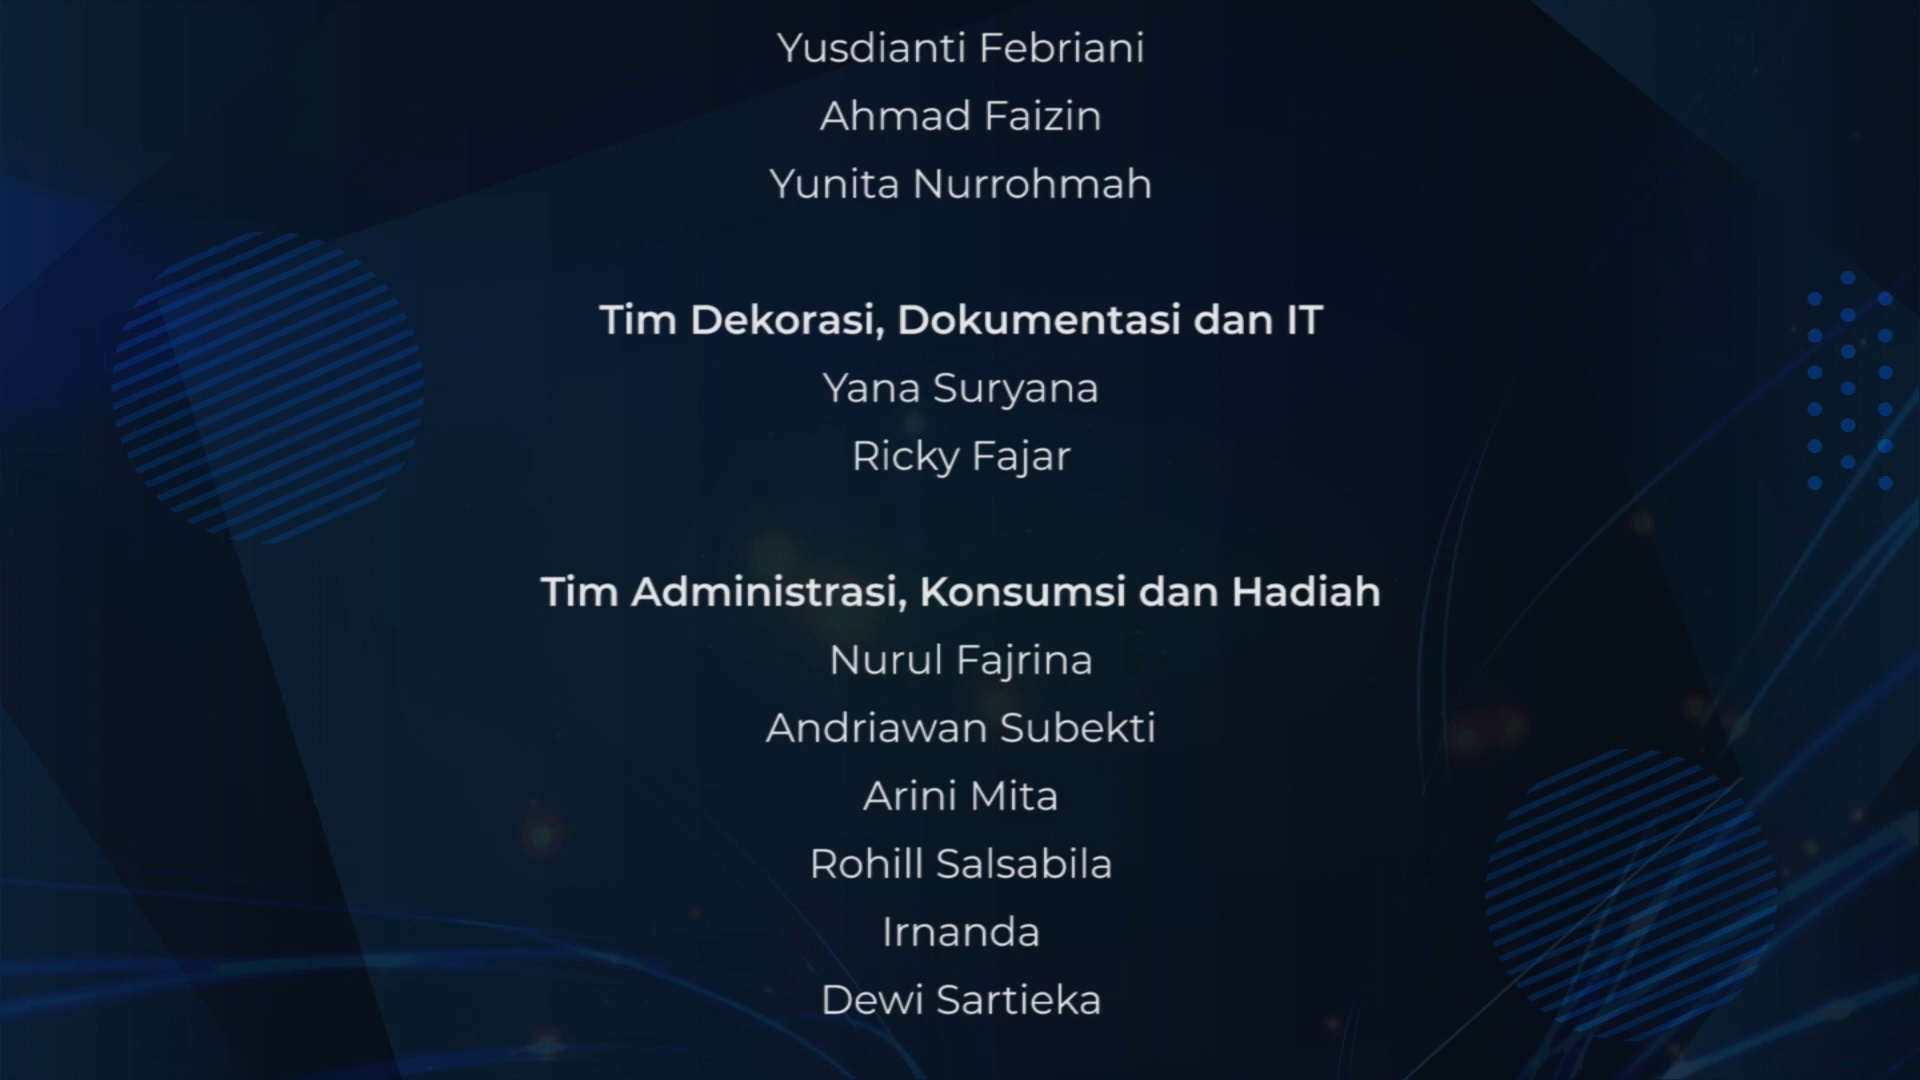 Yusdianti Febriani
Ahmad Faizin
Yunita Nurrohmah
Tim Dekorasi, Dokumentasi dan IT
Yana Suryana
Ricky Fajar
Tim Administrasi, Konsumsi dan Hadiah
Nurul Fajrina
Andriawan Subekti
Arini Mita
Rohill Salsabila
Irnanda
Dewi Sartieka